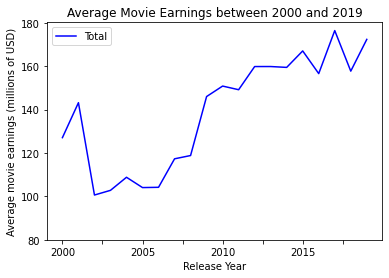 Average Movie Earnings between 2000 and 2019
Total
Average movie earnings (millions of USD)
180
160
140
120
100
80
2000
2005
2010
2015
Release Year